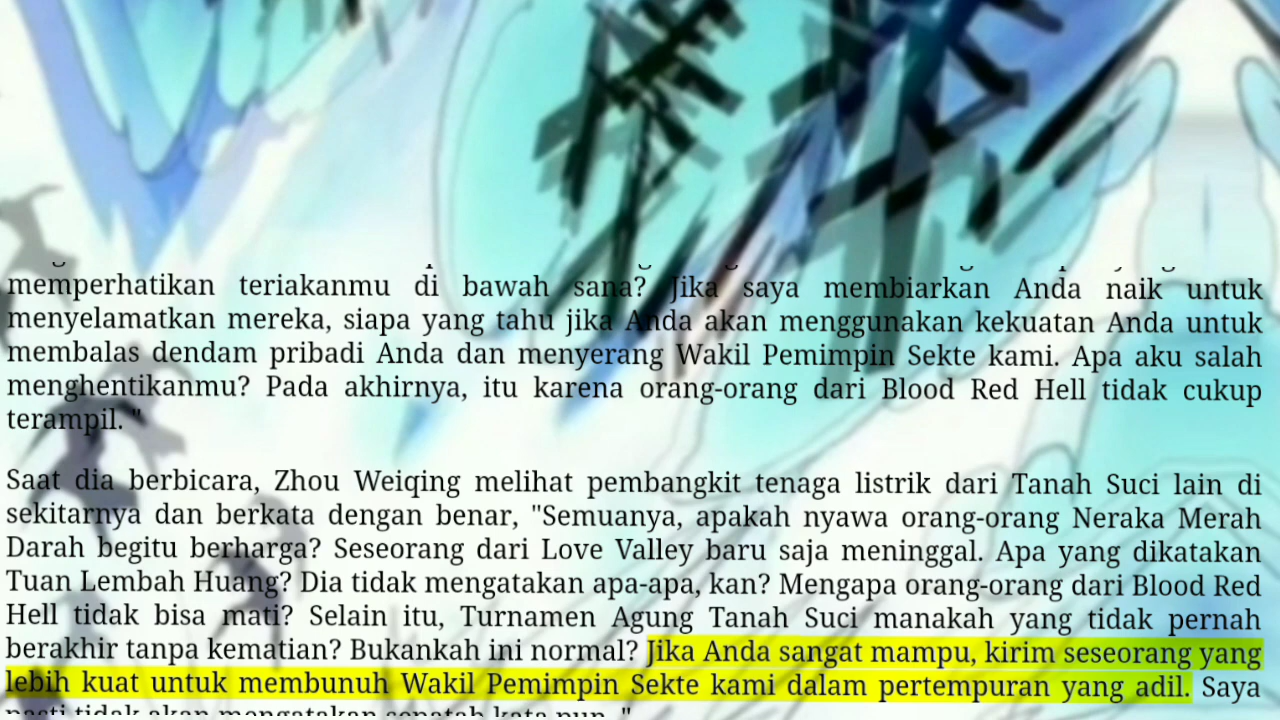 memperhatikan teriakanmu di bawah sana? Jika saya membiarkan Anda naik untuk
menyelamatkan mereka, siapa yang tahu jika Anda akan menggunakan kekuatan Anda untuk
membalas dendam pribadi Anda dan menyerang Wakil Pemimpin Sekte kami. Apa aku salah
menghentikanmu? Pada akhirnya, itu karena orang-orang dari Blood Red Hell tidak cukup
terampil. "
Saat dia berbicara, Zhou Weiqing melihat pembangkit tenaga listrik dari Tanah Suci lain di
sekitarnya dan berkata dengan benar, "Semuanya, apakah nyawa orang-orang Neraka Merah
Darah begitu berharga? Seseorang dari Love Valley baru saja meninggal. Apa yang dikatakan
Tuan Lembah Huang? Dia tidak mengatakan apa-apa, kan? Mengapa orang-orang dari Blood Red
Hell tidak bisa mati? Selain itu, Turnamen Agung Tanah Suci manakah yang tidak pernah
berakhir tanpa kematian? Bukankah ini normal? Jika Anda sangat mampu, kirim seseorang yang
lebih kuat untuk membunuh Wakil Pemimpin Sekte kami dalam pertempuran yang adil. Saya
pasti tidak akan mengatakan sepatah kata pun. "